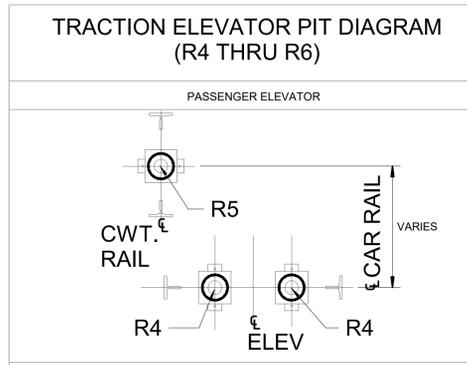 TRACTION ELEVATOR PIT DIAGRAM
(R4 THRU R6)
PASSENGER ELEVATOR
R5
CWT. ℄
RAIL
℄ CAR RAIL
VARIES
R4
R4
℄
ELEV